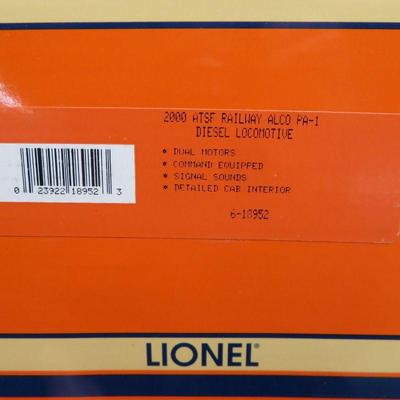 2000 ATSF RAILWAY ALCO PA-1
DIESEL LOCOMOTIVE
* DUAL MOTORS
* COMMAND EQUIPPED
* SIGNAL SOUNDS
* DETAILED CAB INTERIOR
6-18952
0 23922 18952 3
LIONEL®